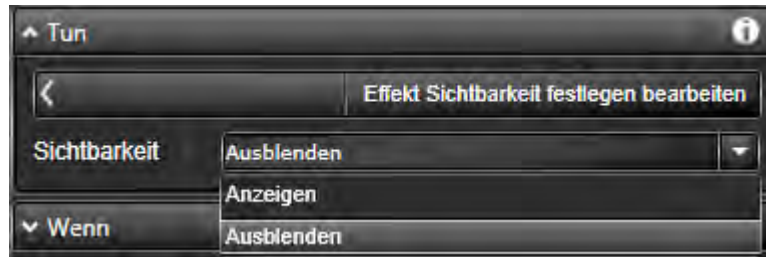 Tun
Effekt Sichtbarkeit festlegen bearbeiten
Sichtbarkeit Ausblenden
Anzeigen
Wenn
Ausblenden